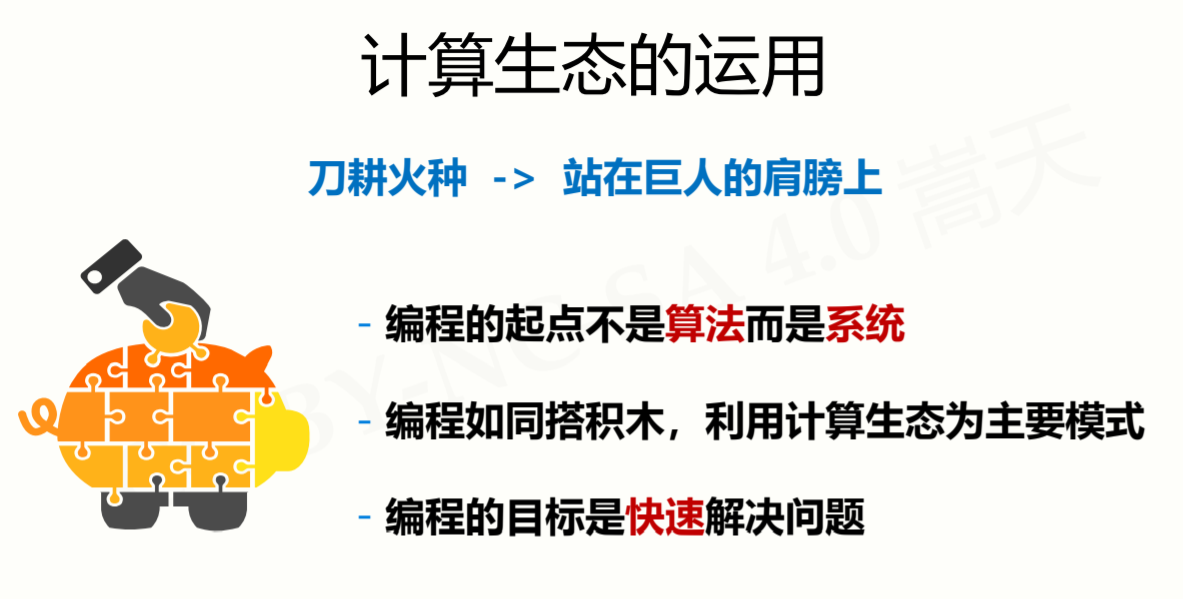 计算生态的运用
刀耕火种 -> 站在巨人的肩膀上
- 编程的起点不是算法而是系统
- 编程如同搭积木，利用计算生态为主要模式
- 编程的目标是快速解决问题
BY-NC-SA 4.0 嵩天